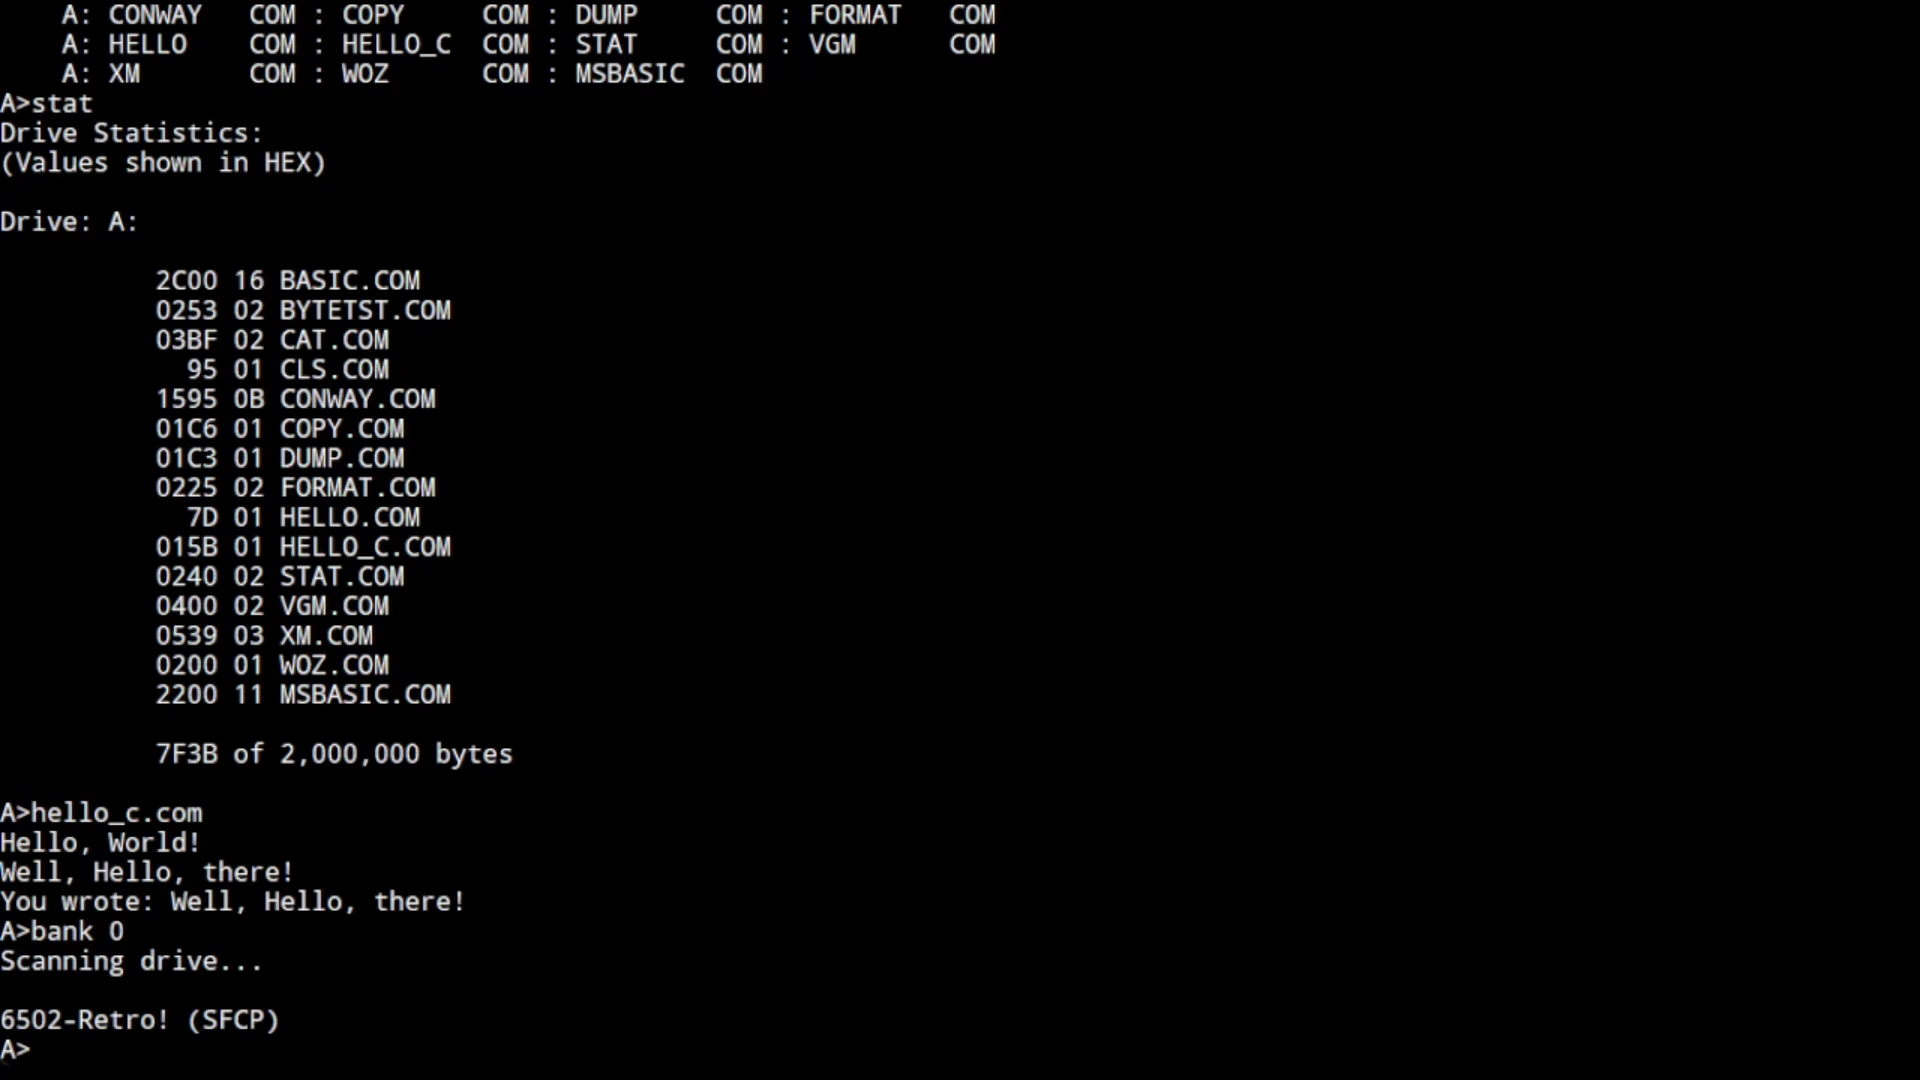 A: CONWAY   COM : COPY     COM : DUMP     COM : FORMAT   COM
A: HELLO    COM : HELLO_C  COM : STAT     COM : VGM      COM
A: XM       COM : WOZ      COM : MSBASIC  COM
A>stat
Drive Statistics:
(Values shown in HEX)
Drive: A:
2C00 16 BASIC.COM
0253 02 BYTETST.COM
03BF 02 CAT.COM
95 01 CLS.COM
1595 0B CONWAY.COM
01C6 01 COPY.COM
01C3 01 DUMP.COM
0225 02 FORMAT.COM
7D 01 HELLO.COM
015B 01 HELLO_C.COM
0240 02 STAT.COM
0400 02 VGM.COM
0539 03 XM.COM
0200 01 WOZ.COM
2200 11 MSBASIC.COM
7F3B of 2,000,000 bytes
A>hello_c.com
Hello, World!
Well, Hello, there!
You wrote: Well, Hello, there!
A>bank 0
Scanning drive...
6502-Retro! (SFCP)
A>